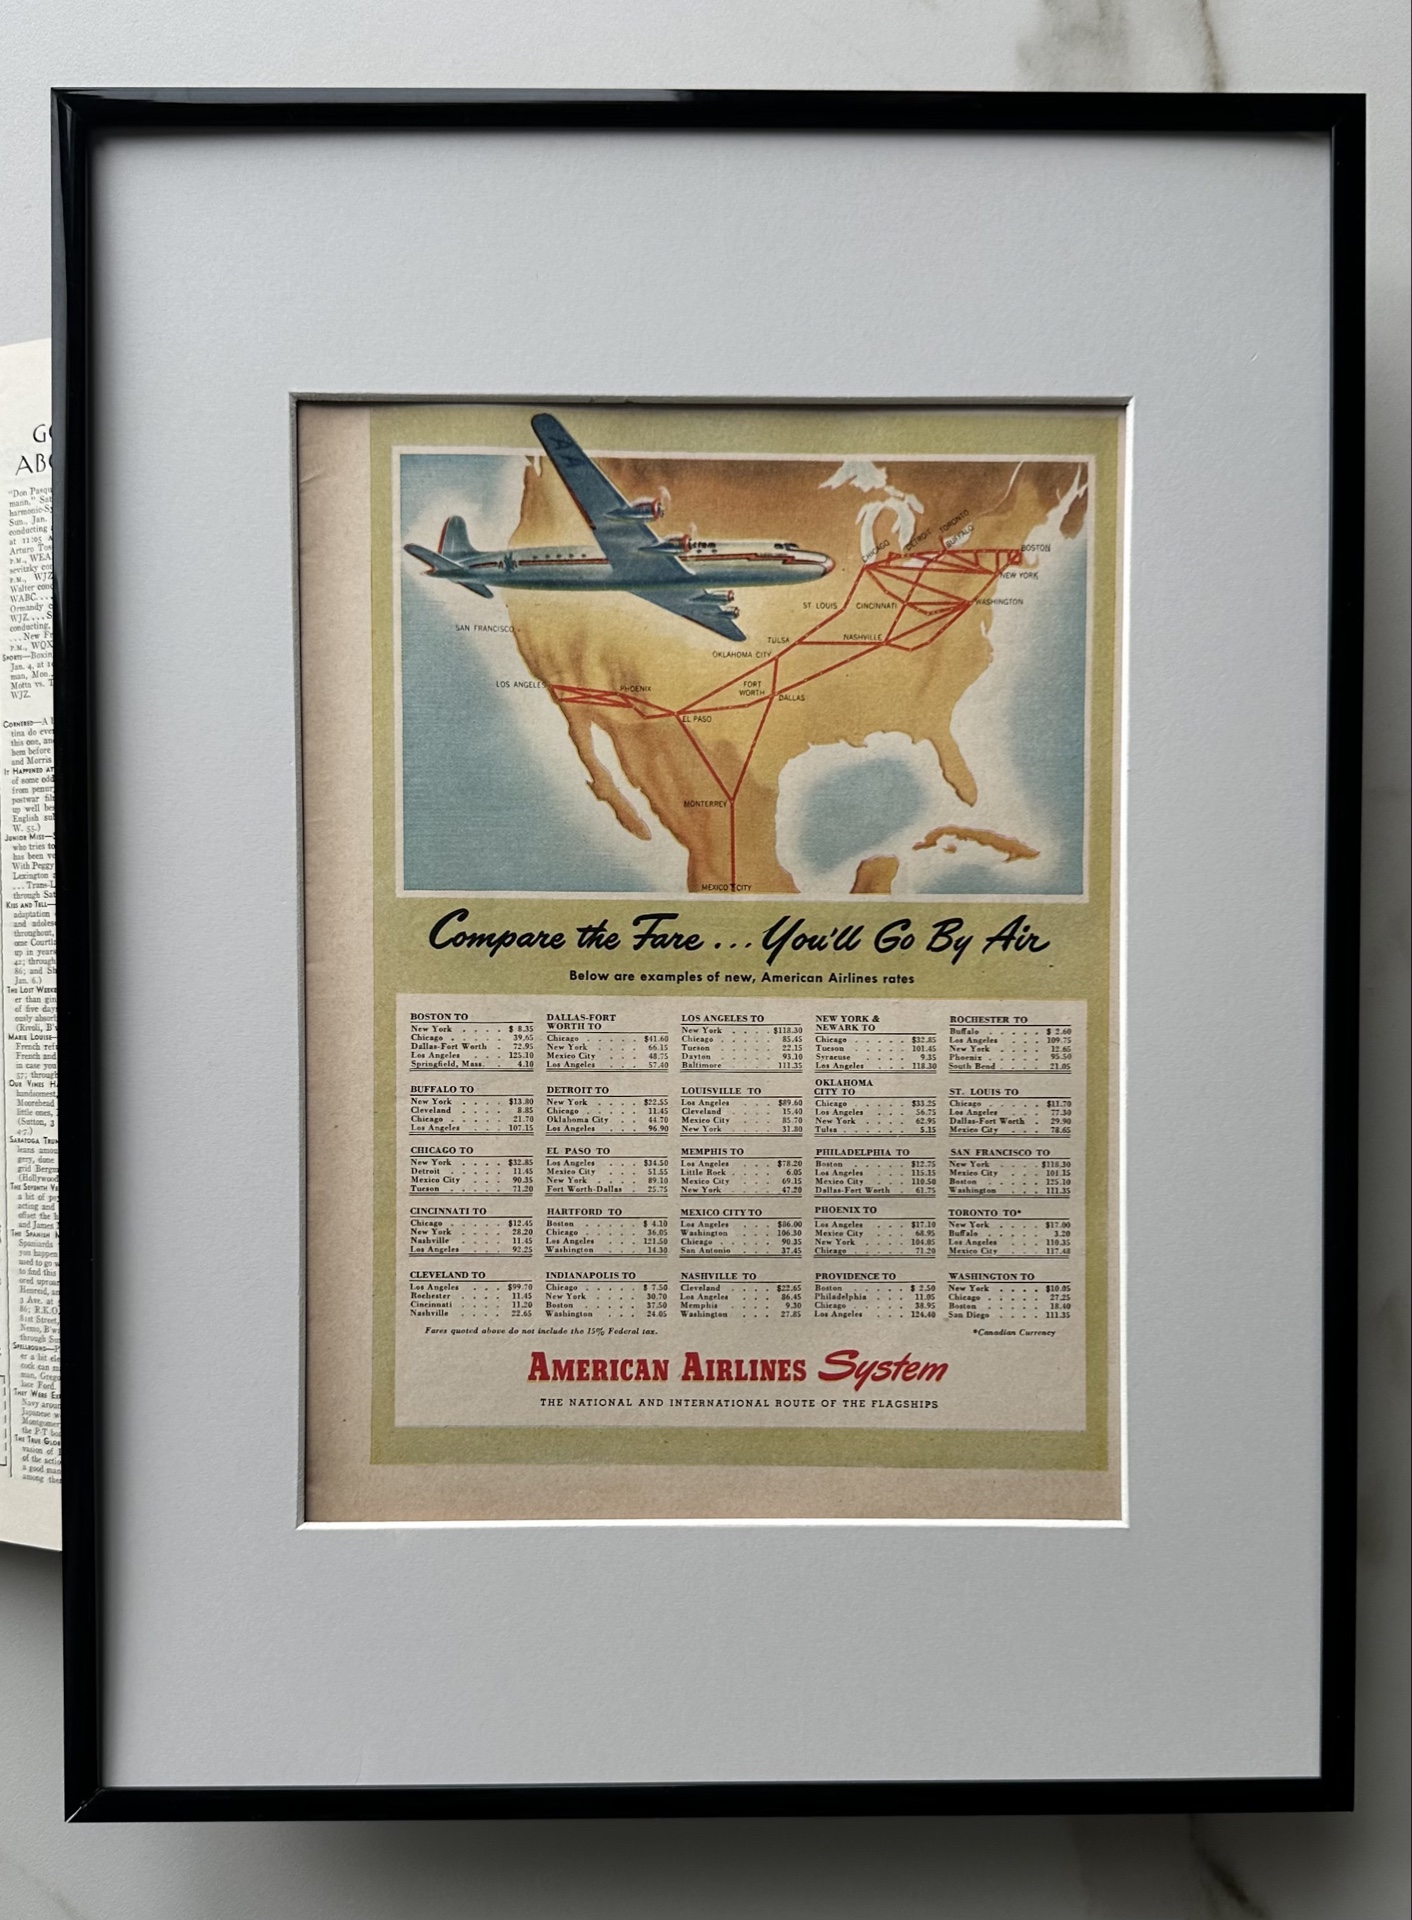 AA
SAN FRANCISCO
LOS ANGELES
PHOENIX
EL PASO
MONTERREY
MEXICO CITY
FORT
WORTH
DALLAS
OKLAHOMA CITY
TULSA
ST LOUIS
CINCINNATI
NASHVILLE
CHICAGO
DETROIT
TORONTO
BUFFALO
BOSTON
NEW YORK
WASHINGTON
Compare the Fare ... You'll Go By Air
Below are examples of new, American Airlines rates
BOSTON TO
New York . . . . $ 8.35
Chicago . . . . . 39.65
Dallas-Fort Worth . 72.95
Los Angeles . . . 125.10
Springfield, Mass. . 4.10
BUFFALO TO
New York . . . . $13.80
Cleveland . . . . 8.85
Chicago . . . . . 21.70
Los Angeles . . . 107.15
CHICAGO TO
New York . . . . $32.85
Detroit . . . . . 11.45
Mexico City . . . 90.35
Tucson . . . . . 71.20
CINCINNATI TO
Chicago . . . . . $12.45
New York . . . . 28.20
Nashville . . . . 11.45
Los Angeles . . . 92.25
CLEVELAND TO
Los Angeles . . . $99.70
Rochester . . . . 11.45
Cincinnati . . . . 11.20
Nashville . . . . 22.65
DALLAS-FORT
WORTH TO
Chicago . . . . . $41.60
New York . . . . 66.15
Mexico City . . . 48.75
Los Angeles . . . 57.40
DETROIT TO
New York . . . . $22.55
Chicago . . . . . 11.45
Oklahoma City . . 44.70
Los Angeles . . . 96.90
EL PASO TO
Los Angeles . . . $34.50
Mexico City . . . 51.55
New York . . . . 89.10
Fort Worth-Dallas . 25.75
HARTFORD TO
Boston . . . . . $ 4.10
Chicago . . . . . 36.05
Los Angeles . . . 121.50
Washington . . . 14.30
INDIANAPOLIS TO
Chicago . . . . . $ 7.50
New York . . . . 30.70
Boston . . . . . 37.50
Washington . . . 24.05
LOS ANGELES TO
New York . . . . $118.30
Chicago . . . . . 85.45
Tucson . . . . . 22.15
Dayton . . . . . 93.10
Baltimore . . . . 111.35
LOUISVILLE TO
Los Angeles . . . $89.60
Cleveland . . . . 15.40
Mexico City . . . 85.70
New York . . . . 31.80
MEMPHIS TO
Los Angeles . . . $78.20
Little Rock . . . . 6.05
Mexico City . . . 69.15
New York . . . . 47.20
MEXICO CITY TO
Los Angeles . . . $86.00
Washington . . . 106.30
Chicago . . . . . 90.35
San Antonio . . . 37.45
NASHVILLE TO
Cleveland . . . . $22.65
Los Angeles . . . 86.45
Memphis . . . . 9.30
Washington . . . 27.85
NEW YORK &
NEWARK TO
Chicago . . . . . $32.85
Tucson . . . . . 101.45
Syracuse . . . . . 9.35
Los Angeles . . . 118.30
OKLAHOMA
CITY TO
Chicago . . . . . $33.25
Los Angeles . . . 56.75
New York . . . . 62.95
Tulsa . . . . . . 5.15
PHILADELPHIA TO
Boston . . . . . $12.75
Los Angeles . . . 115.15
Mexico City . . . 110.50
Dallas-Fort Worth . 61.75
PHOENIX TO
Los Angeles . . . $17.10
Mexico City . . . 68.95
New York . . . . 104.05
Chicago . . . . . 71.20
PROVIDENCE TO
Boston . . . . . $ 2.50
Philadelphia . . . 11.05
Chicago . . . . . 38.95
Los Angeles . . . 124.40
ROCHESTER TO
Buffalo . . . . . $ 2.60
Los Angeles . . . 109.75
New York . . . . 12.65
Phoenix . . . . . 95.50
South Bend . . . 21.05
ST. LOUIS TO
Chicago . . . . . $11.70
Los Angeles . . . 77.30
Dallas-Fort Worth . 29.90
Mexico City . . . 78.65
SAN FRANCISCO TO
New York . . . . $118.30
Mexico City . . . 101.15
Boston . . . . . 125.10
Washington . . . 111.35
TORONTO TO*
New York . . . . $17.00
Buffalo . . . . . 3.20
Los Angeles . . . 110.35
Mexico City . . . 117.48
WASHINGTON TO
New York . . . . $10.05
Chicago . . . . . 27.25
Boston . . . . . 18.40
San Diego . . . . 111.35
Fares quoted above do not include the 15% Federal tax.
*Canadian Currency
AMERICAN AIRLINES System
THE NATIONAL AND INTERNATIONAL ROUTE OF THE FLAGSHIPS